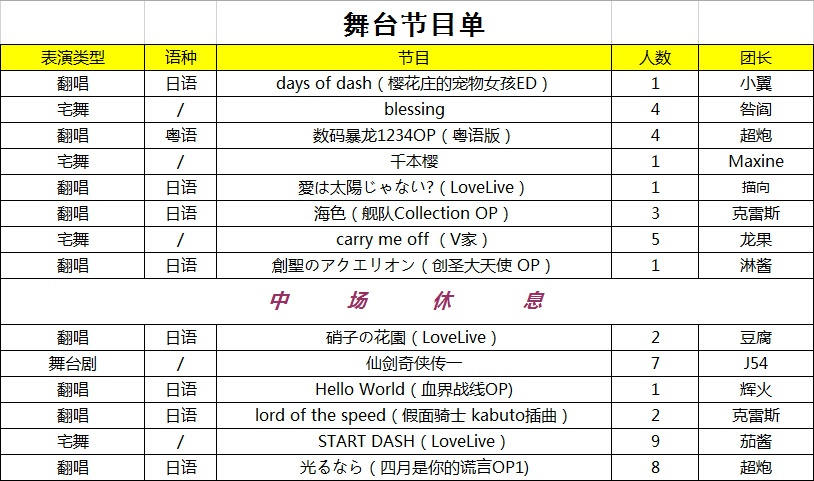 舞台节目单
表演类型 语种 节目 人数 团长
翻唱 日语 days of dash（樱花庄的宠物女孩ED） 1 小翼
宅舞 / blessing 4 昝阎
翻唱 粤语 数码暴龙1234OP（粤语版） 4 超炮
宅舞 / 千本樱 1 Maxine
翻唱 日语 愛は太陽じゃない?（LoveLive） 1 描向
翻唱 日语 海色（舰队Collection OP） 3 克雷斯
宅舞 / carry me off （V家） 5 龙果
翻唱 日语 創聖のアクエリオン（创圣大天使 OP） 1 淋酱
中 场 休 息
翻唱 日语 硝子の花園（LoveLive） 2 豆腐
舞台剧 / 仙剑奇侠传一 7 J54
翻唱 日语 Hello World（血界战线OP) 1 辉火
翻唱 日语 lord of the speed（假面骑士 kabuto插曲） 2 克雷斯
宅舞 / START DASH（LoveLive） 9 茄酱
翻唱 日语 光るなら（四月是你的谎言OP1) 8 超炮